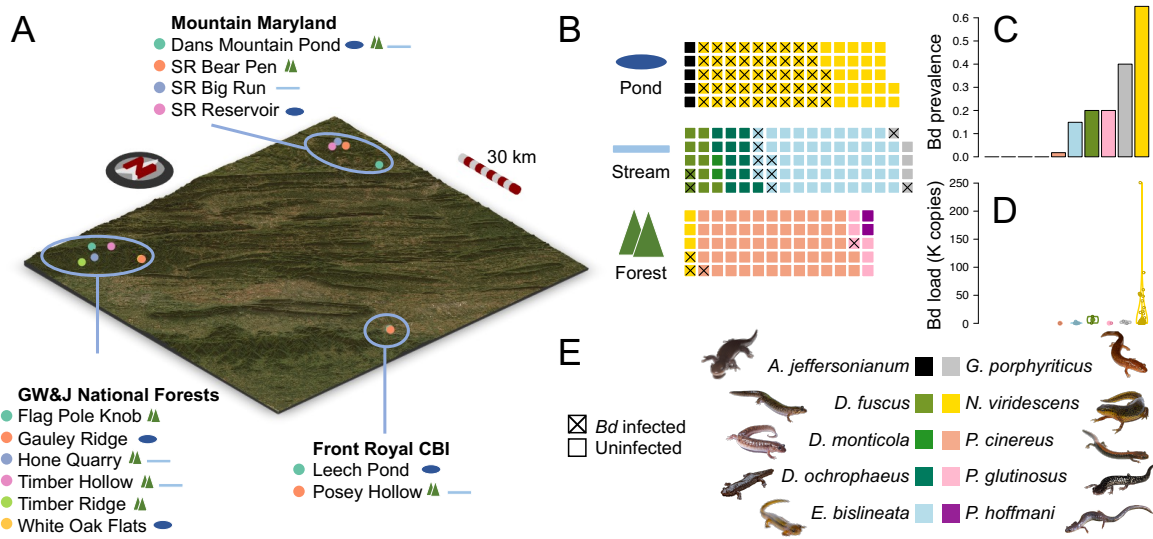 A
Mountain Maryland
Dans Mountain Pond
SR Bear Pen
SR Big Run
SR Reservoir
30 km
GW&J National Forests
Flag Pole Knob
Gauley Ridge
Hone Quarry
Timber Hollow
Timber Ridge
White Oak Flats
Front Royal CBI
Leech Pond
Posey Hollow
B
Pond
Stream
Forest
C
Bd prevalence
0.6
0.5
0.4
0.3
0.2
0.1
0.0
D
Bd load (K copies)
250
200
150
100
50
0
E
Bd infected
Uninfected
A. jeffersonianum
G. porphyriticus
D. fuscus
N. viridescens
D. monticola
P. cinereus
D. ochrophaeus
P. glutinosus
E. bislineata
P. hoffmani